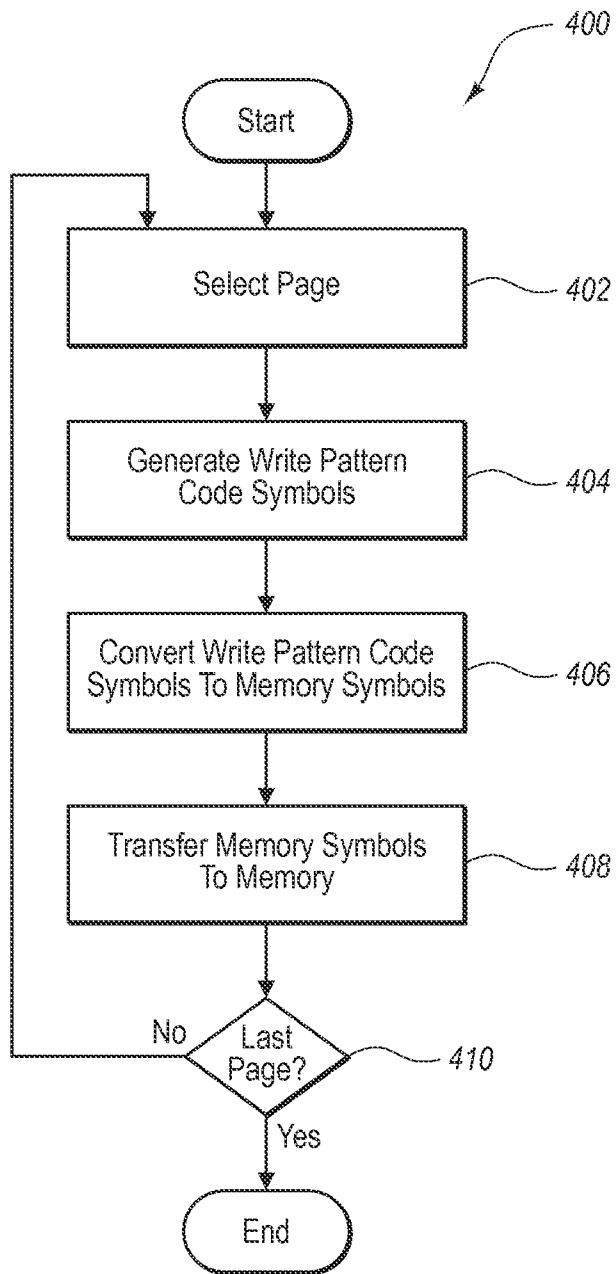 400
Start
Select Page
402
Generate Write Pattern
Code Symbols
404
Convert Write Pattern Code
Symbols To Memory Symbols
406
Transfer Memory Symbols
To Memory
408
No
Last
Page?
410
Yes
End